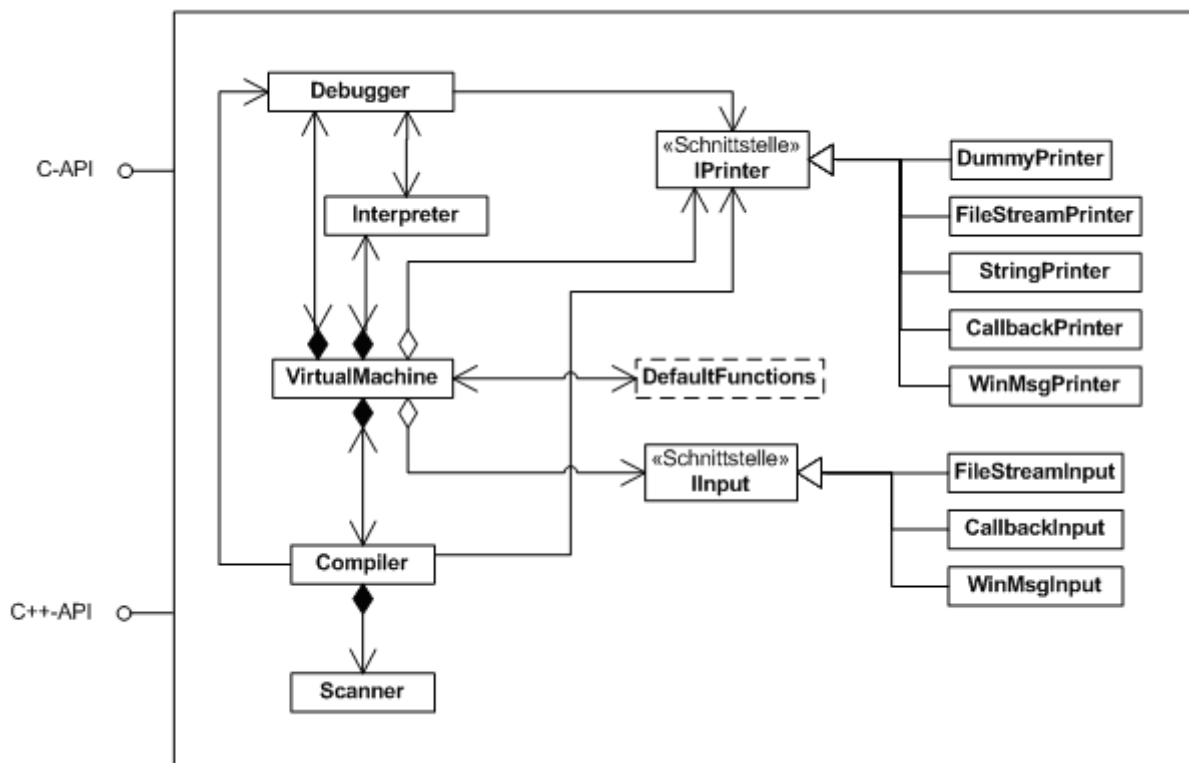 Debugger
C-API
«Schnittstelle»
IPrinter
DummyPrinter
Interpreter
FileStreamPrinter
StringPrinter
CallbackPrinter
VirtualMachine
DefaultFunctions
WinMsgPrinter
«Schnittstelle»
IInput
FileStreamInput
CallbackInput
Compiler
WinMsgInput
C++-API
Scanner